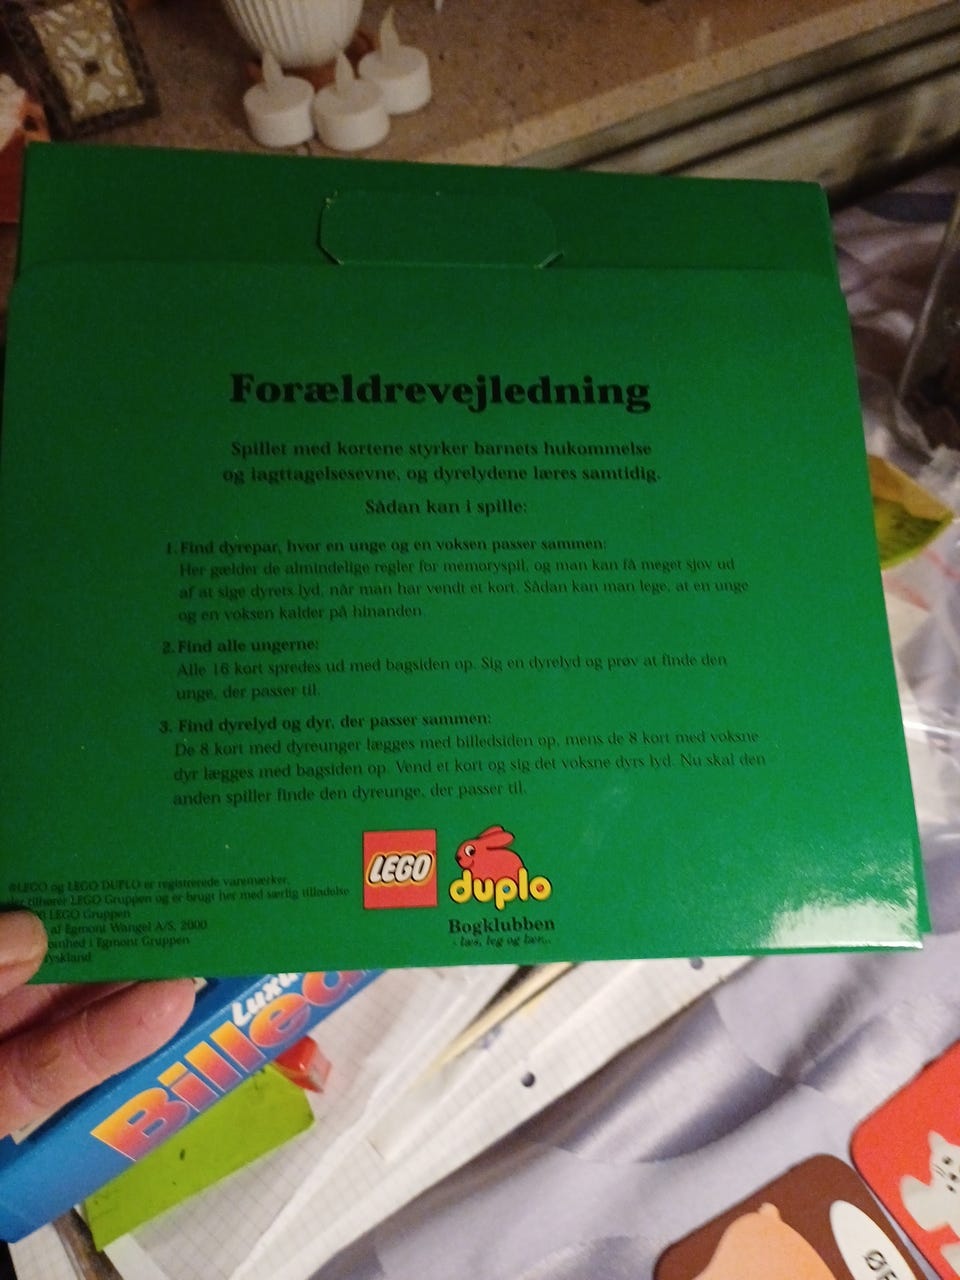 Forældrevejledning
Spillet med kortene styrker barnets hukommelse
og iagttagelsesevne, og dyrelydene læres samtidig.
Sådan kan i spille:
1. Find dyrepar, hvor en unge og en voksen passer sammen:
Her gælder de almindelige regler for memoryspil, og man kan få meget sjov ud
af at sige dyrets lyd, når man har vendt et kort. Sådan kan man lege, at en unge
og en voksen kalder på hinanden.
2. Find alle ungerne:
Alle 16 kort spredes ud med bagsiden op. Sig en dyrelyd og prøv at finde den
unge, der passer til.
3. Find dyrelyd og dyr, der passer sammen:
De 8 kort med dyreunger lægges med billedsiden op, mens de 8 kort med voksne
dyr lægges med bagsiden op. Vend et kort og sig det voksne dyrs lyd. Nu skal den
anden spiller finde den dyreunge, der passer til.
LEGO
duplo
Bogklubben
- læs, leg og lær...
®LEGO og LEGO DUPLO er registrerede varemærker,
der tilhører LEGO Gruppen og er brugt her med særlig tilladelse
LEGO Gruppen
af Egmont Wangel A/S, 2000
omhed i Egmont Gruppen
yskland
Luxu
Billed
ØF